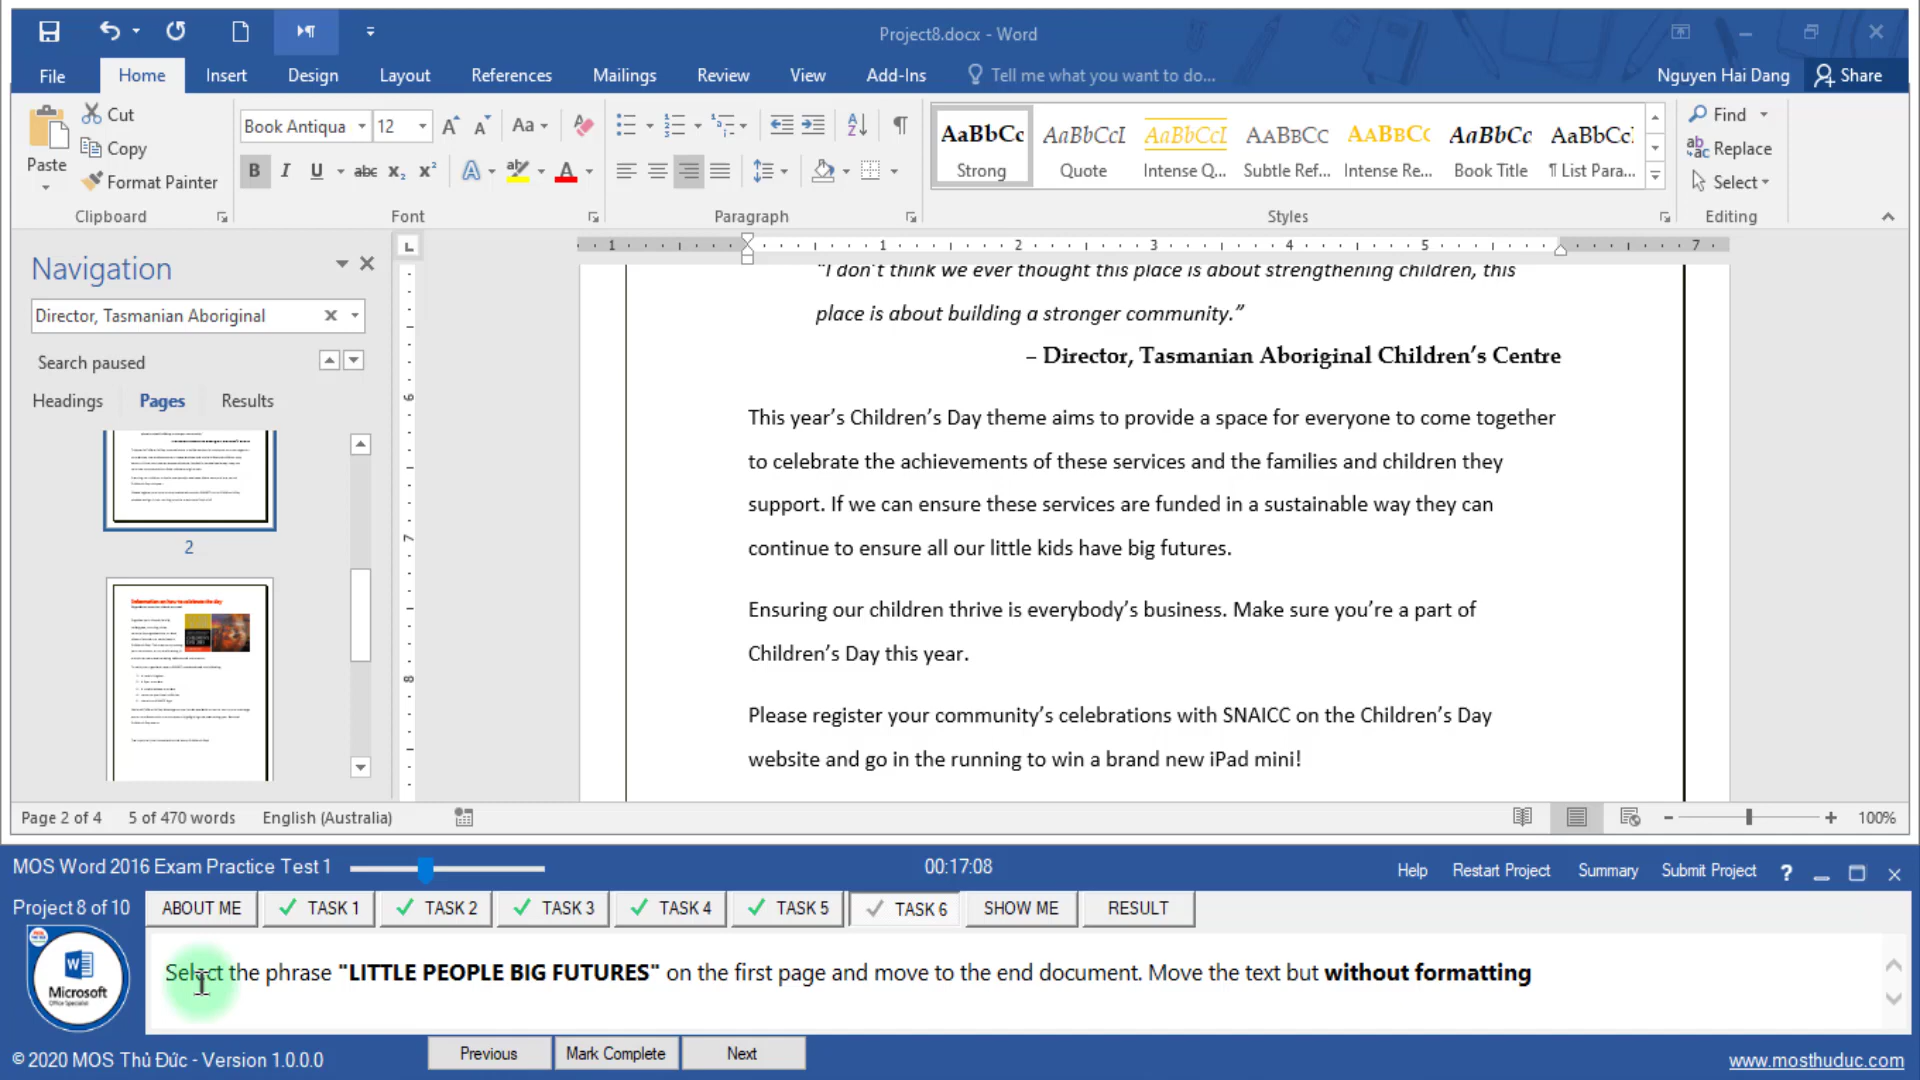 Project8.docx - Word
File
Home
Insert
Design
Layout
References
Mailings
Review
View
Add-Ins
Tell me what you want to do...
Nguyen Hai Dang
Share
Paste
Cut
Copy
Format Painter
Clipboard
Book Antiqua
12
Font
Paragraph
AaBbCc
AaBbCcI
AaBbCcI
AaBbCc
AaBbCc
AaBbCc
AaBbCc
Strong
Quote
Intense Q...
Subtle Ref...
Intense Re...
Book Title
¶ List Para...
Styles
Find
Replace
Select
Editing
Navigation
Director, Tasmanian Aboriginal
Search paused
Headings
Pages
Results
2
1 1 2 3 4 5 7
6
7
8
"I don't think we ever thought this place is about strengthening children, this
place is about building a stronger community."
– Director, Tasmanian Aboriginal Children's Centre
This year's Children's Day theme aims to provide a space for everyone to come together
to celebrate the achievements of these services and the families and children they
support. If we can ensure these services are funded in a sustainable way they can
continue to ensure all our little kids have big futures.
Ensuring our children thrive is everybody's business. Make sure you're a part of
Children's Day this year.
Please register your community's celebrations with SNAICC on the Children's Day
website and go in the running to win a brand new iPad mini!
Page 2 of 4
5 of 470 words
English (Australia)
100%
MOS Word 2016 Exam Practice Test 1
00:17:08
Help
Restart Project
Summary
Submit Project
?
Project 8 of 10
ABOUT ME
TASK 1
TASK 2
TASK 3
TASK 4
TASK 5
TASK 6
SHOW ME
RESULT
Microsoft
Office Specialist
Select the phrase "LITTLE PEOPLE BIG FUTURES" on the first page and move to the end document. Move the text but without formatting
© 2020 MOS Thủ Đức - Version 1.0.0.0
Previous
Mark Complete
Next
www.mosthuduc.com